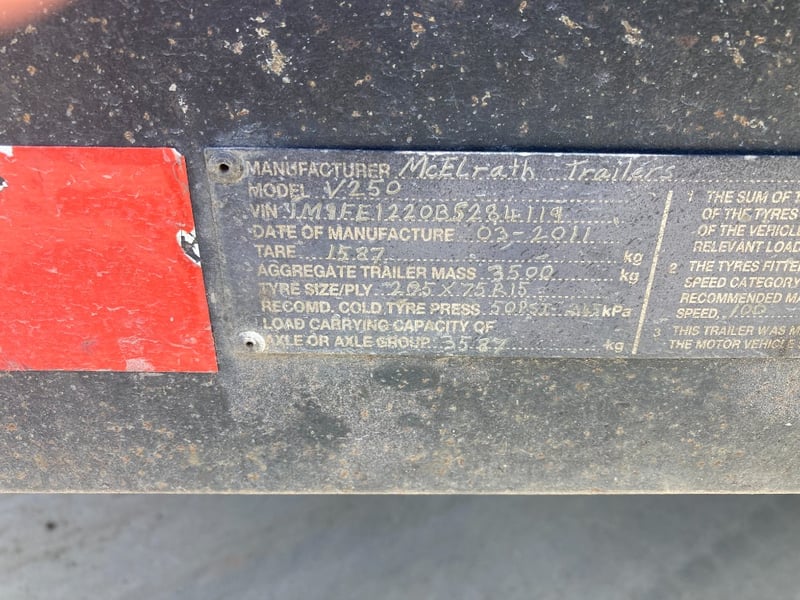 MANUFACTURER McElrath Trailers
MODEL V250
VIN
DATE OF MANUFACTURE 03-2011
TARE 1587 kg
AGGREGATE TRAILER MASS 3500 kg
TYRE SIZE/PLY X 75 R15
RECOMD. COLD TYRE PRESS. 50PSI kPa
LOAD CARRYING CAPACITY OF
AXLE OR AXLE GROUP 3587 kg
1 THE SUM OF T
OF THE TYRES
OF THE VEHICLE
RELEVANT LOAD
2 THE TYRES FITTE
SPEED CATEGORY
RECOMMENDED MA
SPEED. 100
3 THIS TRAILER WAS M
THE MOTOR VEHICLE